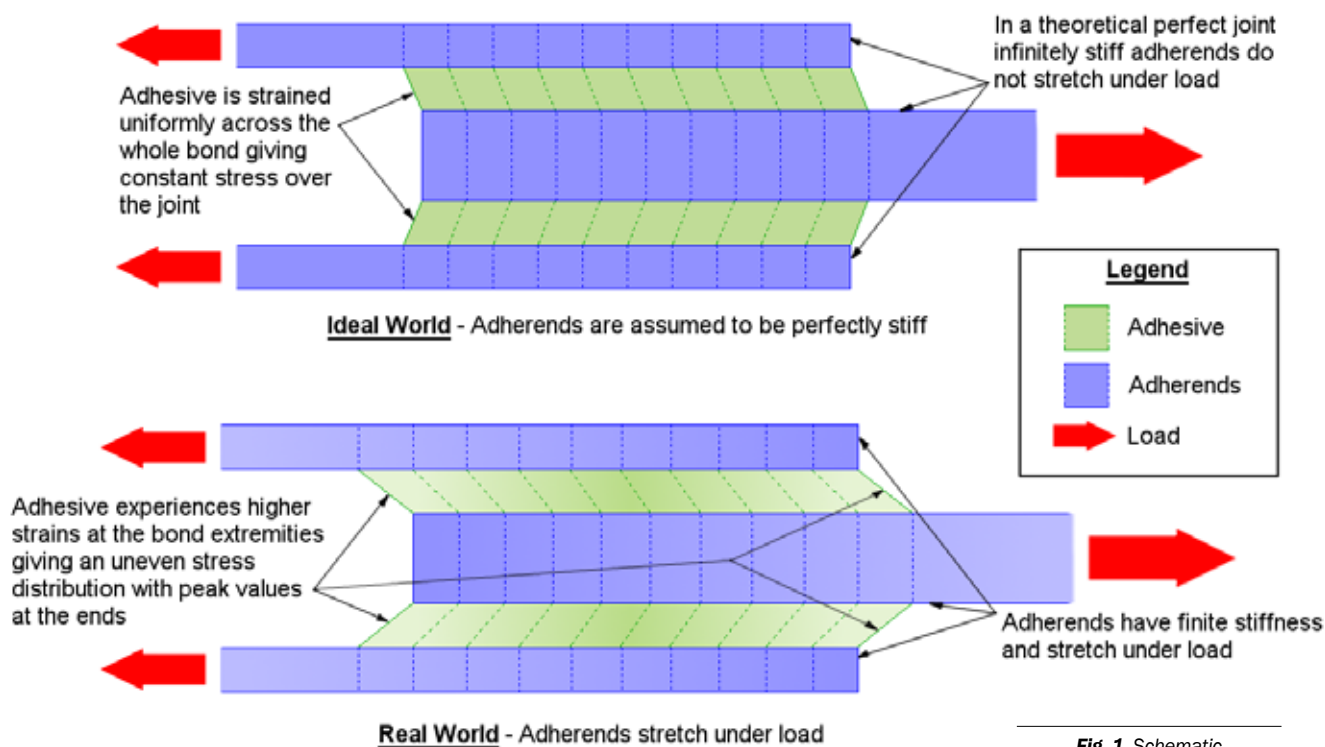 In a theoretical perfect joint
infinitely stiff adherends do
not stretch under load
Adhesive is strained
uniformly across the
whole bond giving
constant stress over
the joint
Ideal World - Adherends are assumed to be perfectly stiff
Legend
Adhesive
Adherends
Load
Adhesive experiences higher
strains at the bond extremities
giving an uneven stress
distribution with peak values
at the ends
Adherends have finite stiffness
and stretch under load
Real World - Adherends stretch under load
Fig. 1 Schematic